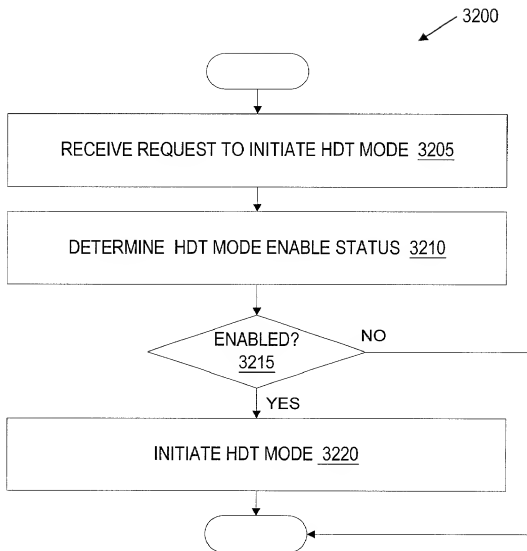 3200
RECEIVE REQUEST TO INITIATE HDT MODE 3205
DETERMINE HDT MODE ENABLE STATUS 3210
ENABLED?
3215
NO
YES
INITIATE HDT MODE 3220